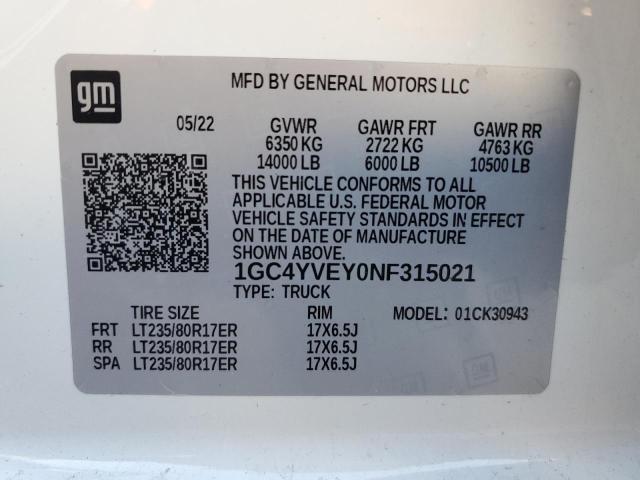 gm
MFD BY GENERAL MOTORS LLC
05/22 GVWR GAWR FRT GAWR RR
6350 KG 2722 KG 4763 KG
14000 LB 6000 LB 10500 LB
THIS VEHICLE CONFORMS TO ALL
APPLICABLE U.S. FEDERAL MOTOR
VEHICLE SAFETY STANDARDS IN EFFECT
ON THE DATE OF MANUFACTURE
SHOWN ABOVE.
1GC4YVEY0NF315021
TYPE: TRUCK
TIRE SIZE RIM MODEL: 01CK30943
FRT LT235/80R17ER 17X6.5J
RR LT235/80R17ER 17X6.5J
SPA LT235/80R17ER 17X6.5J